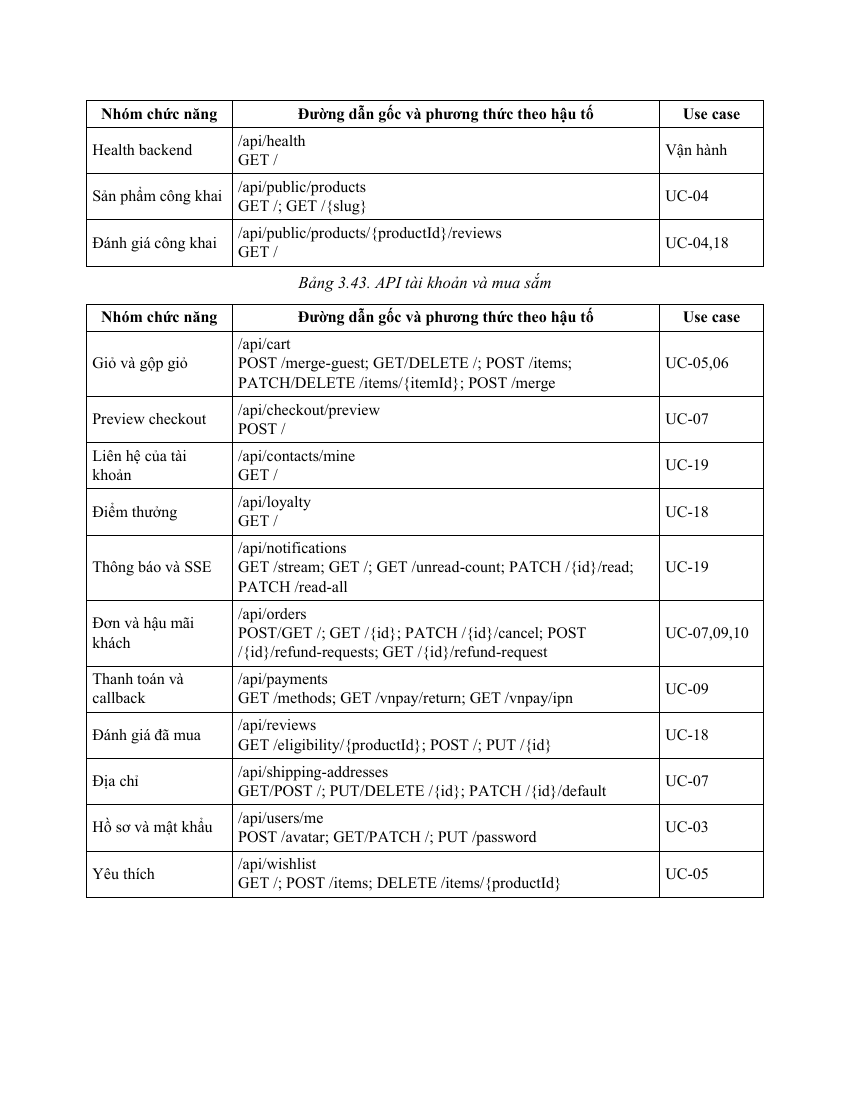 Nhóm chức năng Đường dẫn gốc và phương thức theo hậu tố Use case
Health backend /api/health GET / Vận hành
Sản phẩm công khai /api/public/products GET /; GET /{slug} UC-04
Đánh giá công khai /api/public/products/{productId}/reviews GET / UC-04,18
Bảng 3.43. API tài khoản và mua sắm
Nhóm chức năng Đường dẫn gốc và phương thức theo hậu tố Use case
Giỏ và gộp giỏ
/api/cart
POST /merge-guest; GET/DELETE /; POST /items;
PATCH/DELETE /items/{itemId}; POST /merge
UC-05,06
Preview checkout
/api/checkout/preview
POST /
UC-07
Liên hệ của tài
khoản
/api/contacts/mine
GET /
UC-19
Điểm thưởng
/api/loyalty
GET /
UC-18
Thông báo và SSE
/api/notifications
GET /stream; GET /; GET /unread-count; PATCH /{id}/read;
PATCH /read-all
UC-19
Đơn và hậu mãi
khách
/api/orders
POST/GET /; GET /{id}; PATCH /{id}/cancel; POST
/{id}/refund-requests; GET /{id}/refund-request
UC-07,09,10
Thanh toán và
callback
/api/payments
GET /methods; GET /vnpay/return; GET /vnpay/ipn
UC-09
Đánh giá đã mua
/api/reviews
GET /eligibility/{productId}; POST /; PUT /{id}
UC-18
Địa chỉ
/api/shipping-addresses
GET/POST /; PUT/DELETE /{id}; PATCH /{id}/default
UC-07
Hồ sơ và mật khẩu
/api/users/me
POST /avatar; GET/PATCH /; PUT /password
UC-03
Yêu thích
/api/wishlist
GET /; POST /items; DELETE /items/{productId}
UC-05